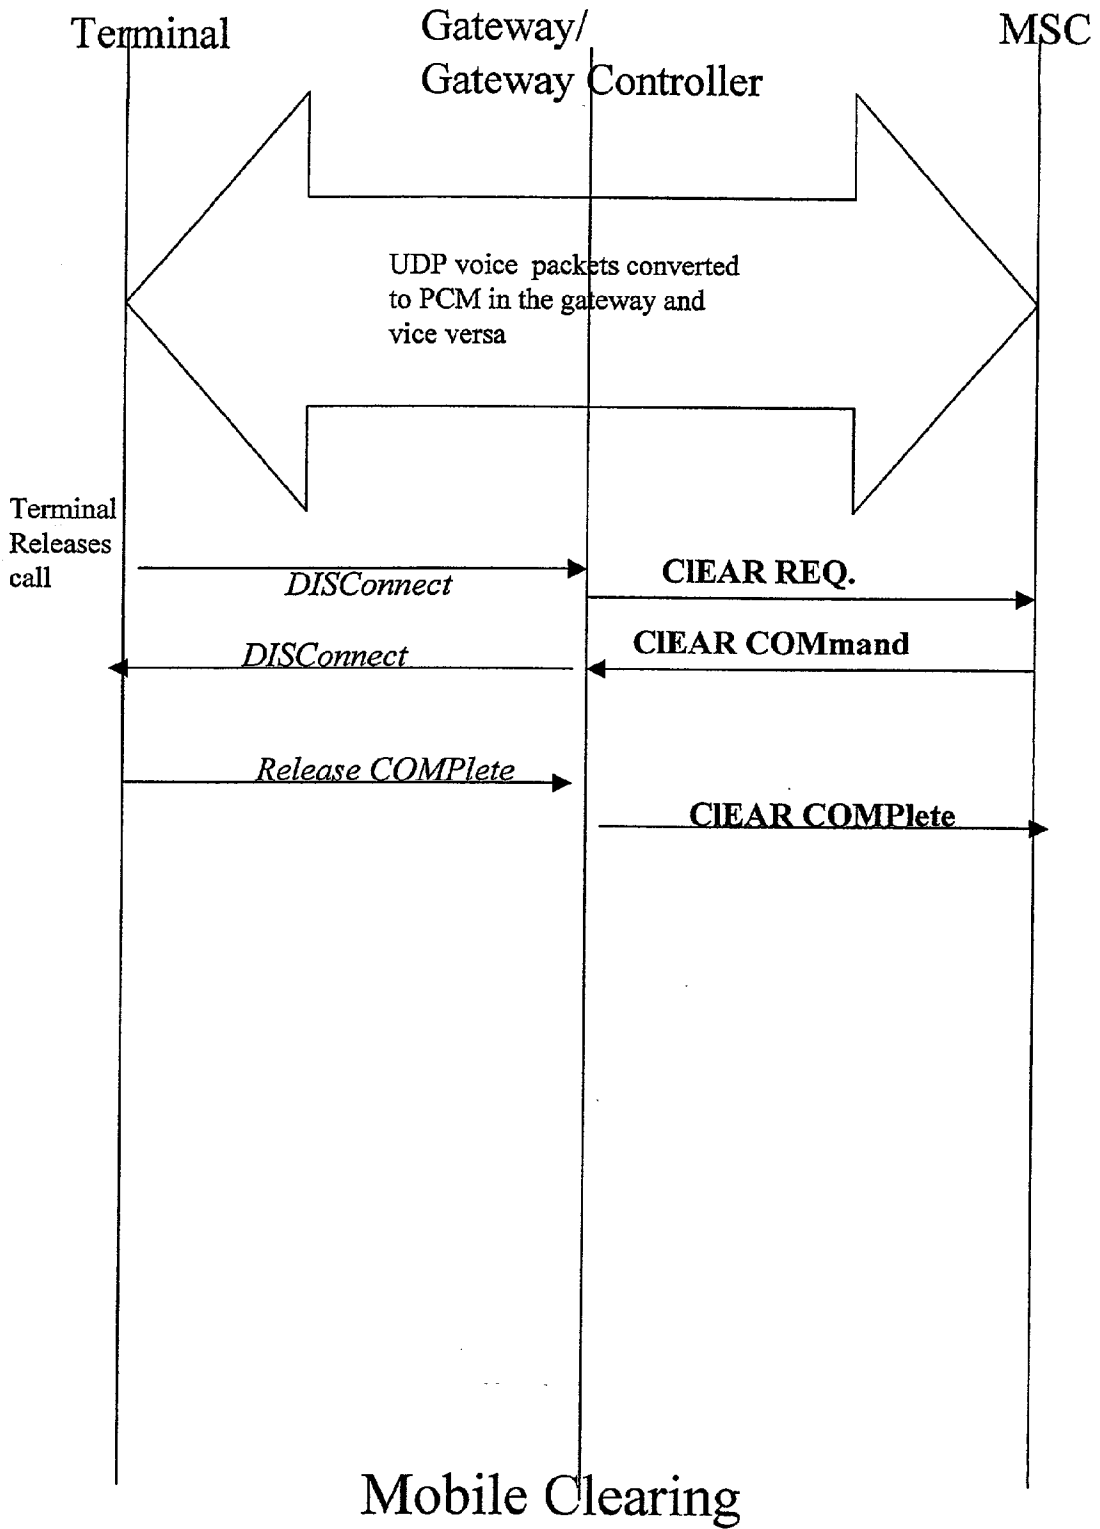 Terminal
Gateway/
Gateway Controller
MSC
UDP voice packets converted
to PCM in the gateway and
vice versa
Terminal
Releases
call
DISConnect
ClEAR REQ.
DISConnect
ClEAR COMmand
Release COMPlete
ClEAR COMPlete
Mobile Clearing